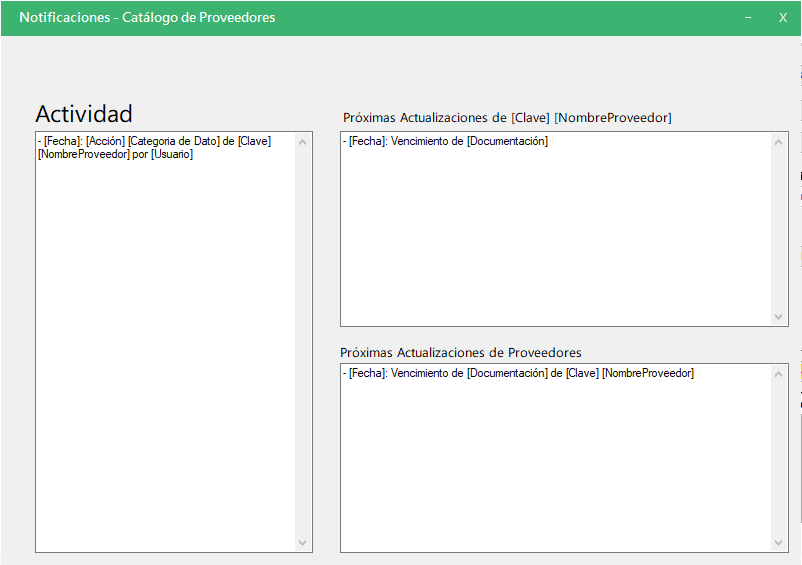 Notificaciones - Catálogo de Proveedores
Actividad
- [Fecha]: [Acción] [Categoria de Dato] de [Clave]
[NombreProveedor] por [Usuario]
Próximas Actualizaciones de [Clave] [NombreProveedor]
- [Fecha]: Vencimiento de [Documentación]
Próximas Actualizaciones de Proveedores
- [Fecha]: Vencimiento de [Documentación] de [Clave] [NombreProveedor]